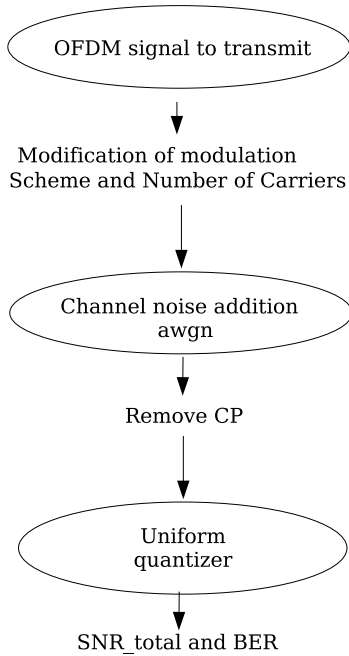 OFDM signal to transmit
Modification of modulation
Scheme and Number of Carriers
Channel noise addition
awgn
Remove CP
Uniform
quantizer
SNR_total and BER